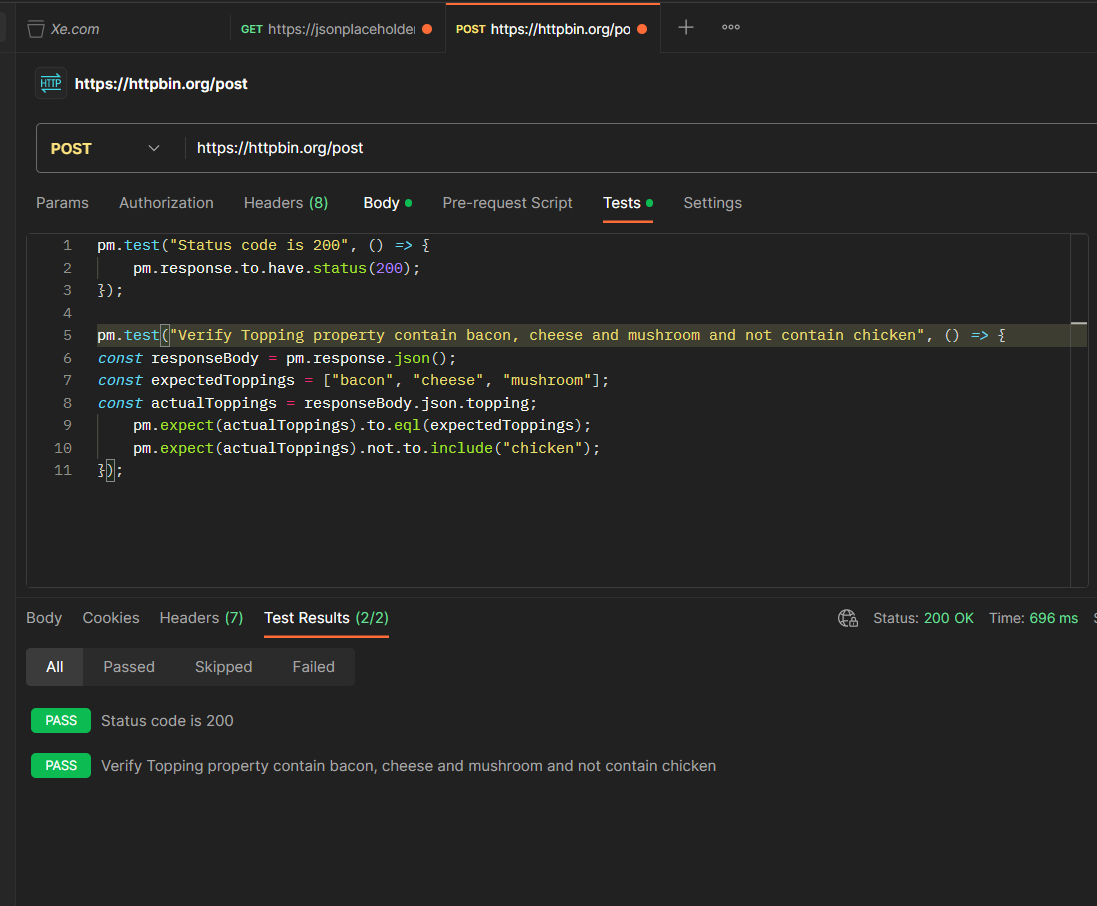 Xe.com
GET https://jsonplaceholder
POST https://httpbin.org/po
HTTP https://httpbin.org/post
POST https://httpbin.org/post
Params Authorization Headers (8) Body Pre-request Script Tests Settings
1 pm.test("Status code is 200", () => {
2 pm.response.to.have.status(200);
3 });
4
5 pm.test("Verify Topping property contain bacon, cheese and mushroom and not contain chicken", () => {
6 const responseBody = pm.response.json();
7 const expectedToppings = ["bacon", "cheese", "mushroom"];
8 const actualToppings = responseBody.json.topping;
9 pm.expect(actualToppings).to.eql(expectedToppings);
10 pm.expect(actualToppings).not.to.include("chicken");
11 });
Body Cookies Headers (7) Test Results (2/2) Status: 200 OK Time: 696 ms
All Passed Skipped Failed
PASS Status code is 200
PASS Verify Topping property contain bacon, cheese and mushroom and not contain chicken